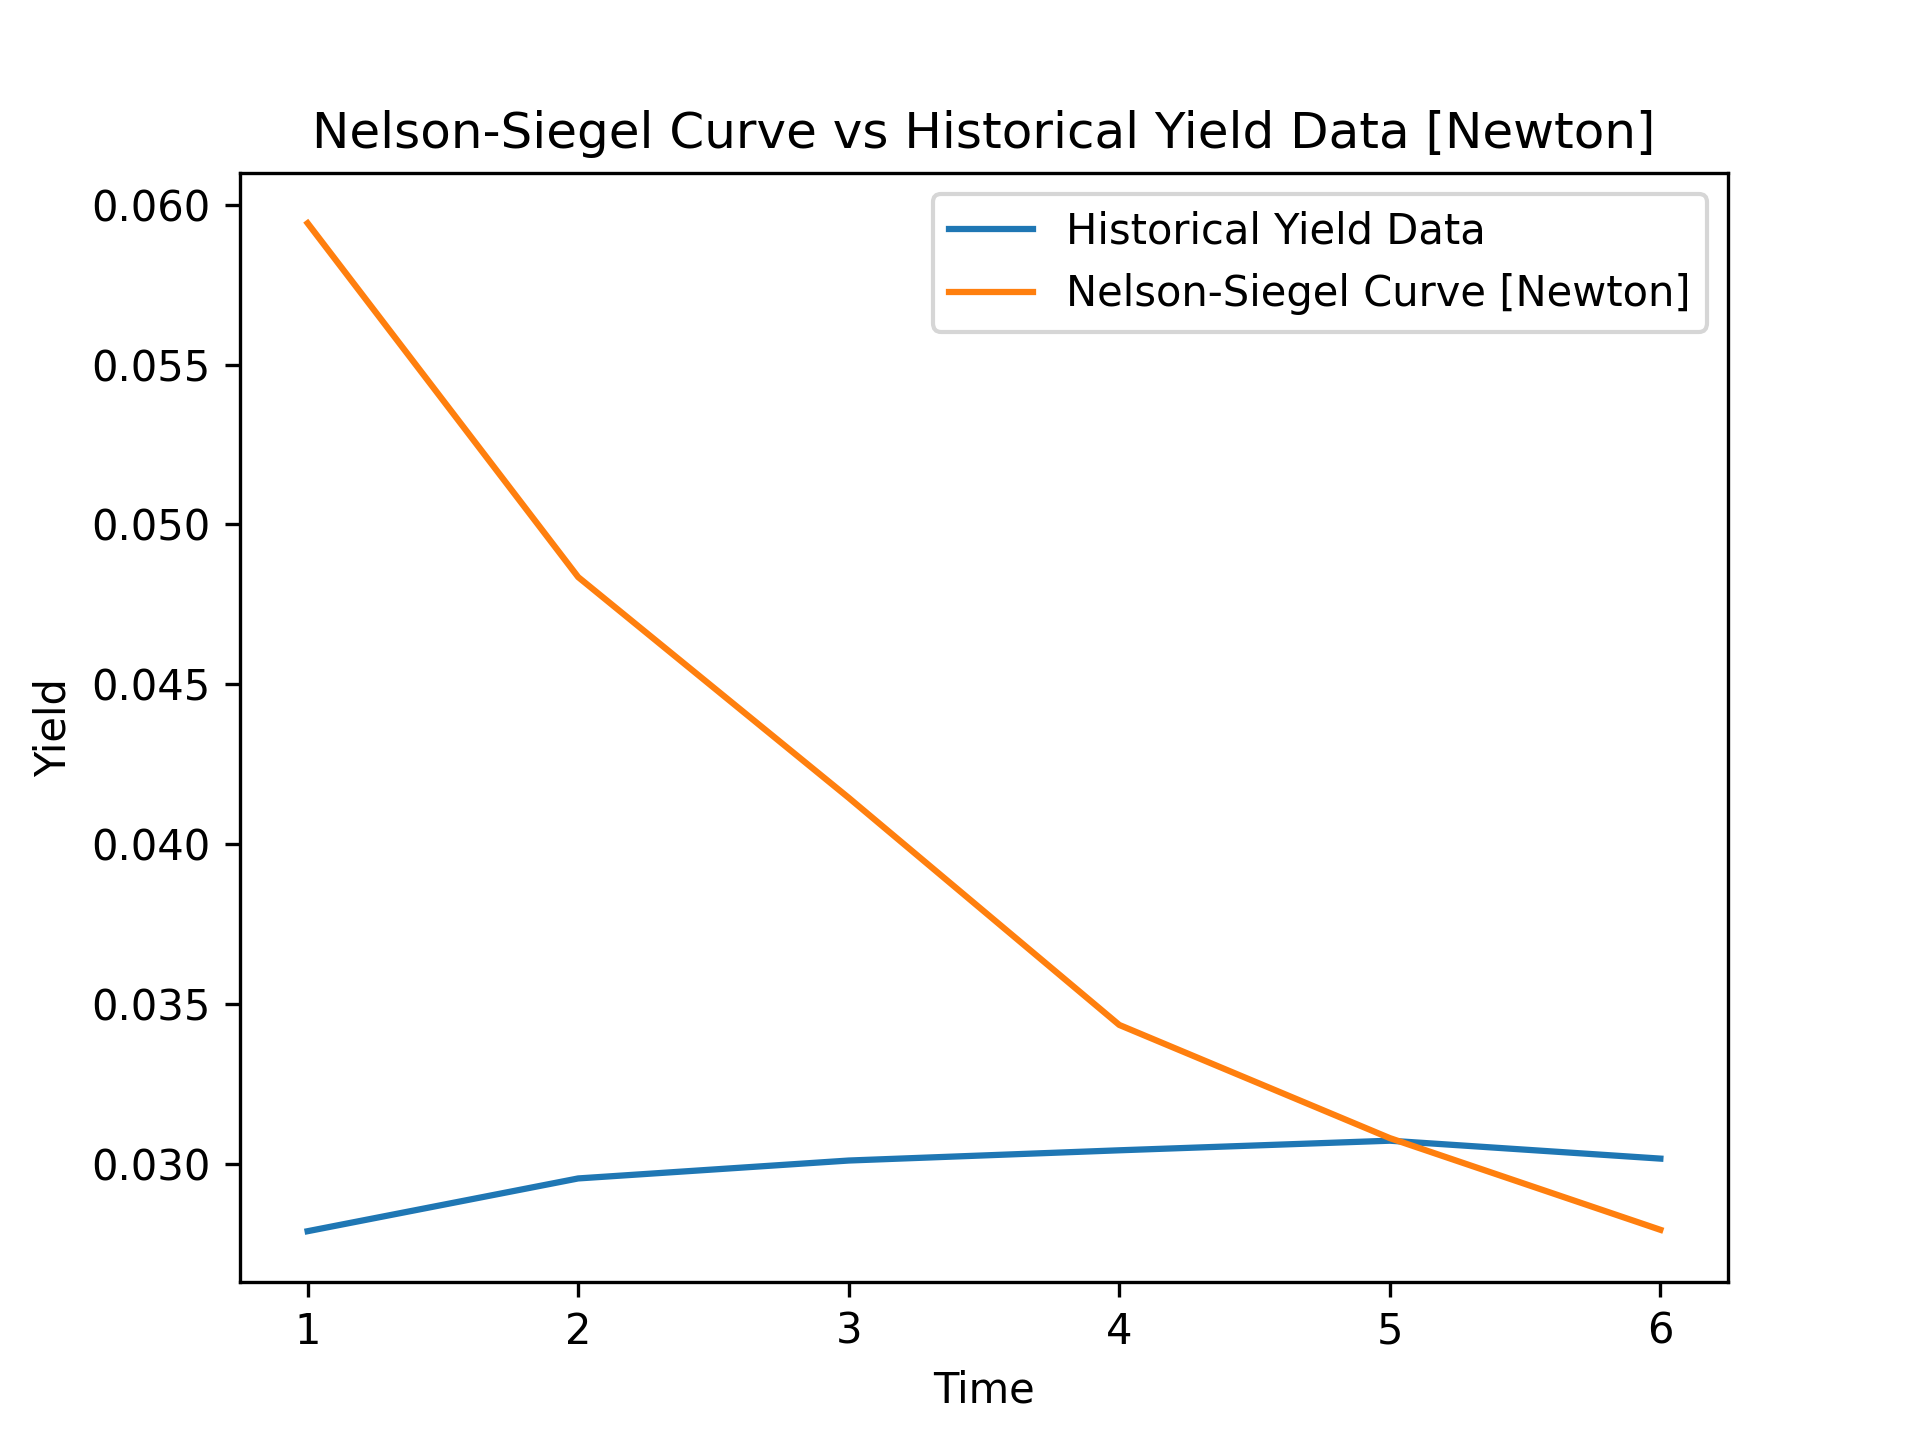 Nelson-Siegel Curve vs Historical Yield Data [Newton]
Historical Yield Data
Nelson-Siegel Curve [Newton]
0.060
0.055
0.050
0.045
0.040
0.035
0.030
Yield
1 2 3 4 5 6
Time